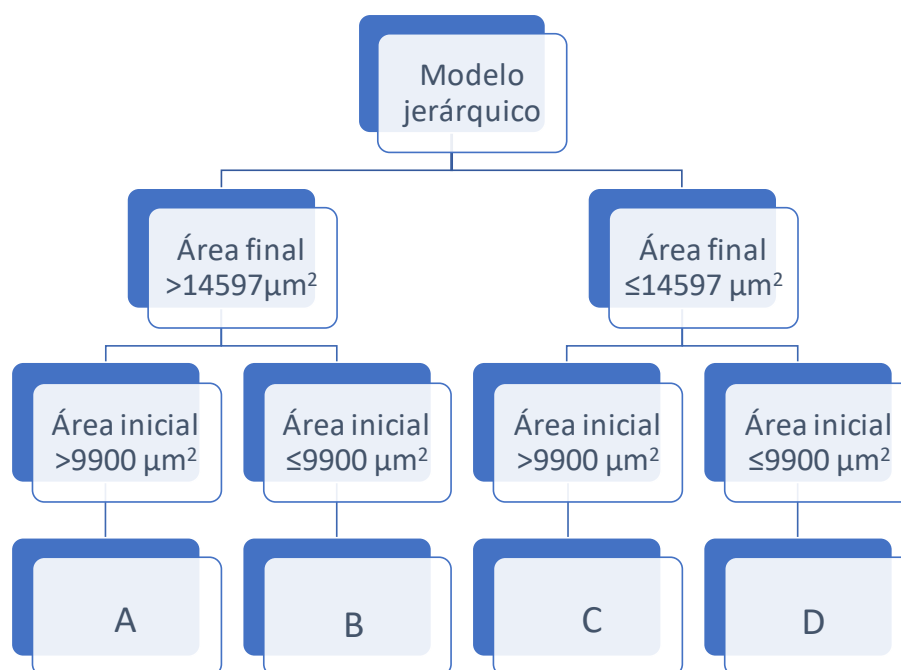 Modelo
jerárquico
Área final
>14597µm²
Área final
≤14597 µm²
Área inicial
>9900 µm²
Área inicial
≤9900 µm²
Área inicial
>9900 µm²
Área inicial
≤9900 µm²
A
B
C
D